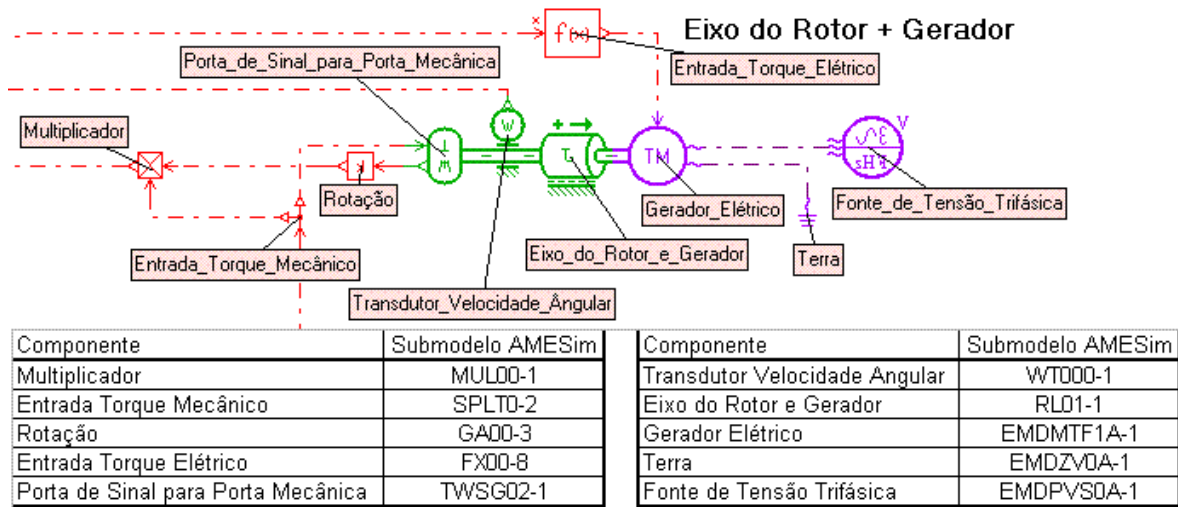 Eixo do Rotor + Gerador
x
f(x)
Porta_de_Sinal_para_Porta_Mecânica
Entrada_Torque_Elétrico
Multiplicador
Rotação
W
+
T
TM
V
Gerador_Elétrico
Fonte_de_Tensão_Trifásica
Entrada_Torque_Mecânico
Eixo_do_Rotor_e_Gerador
Terra
Transdutor_Velocidade_Ângular
Componente Submodelo AMESim
Multiplicador MUL00-1
Entrada Torque Mecânico SPLT0-2
Rotação GA00-3
Entrada Torque Elétrico FX00-8
Porta de Sinal para Porta Mecânica TWSG02-1
Componente Submodelo AMESim
Transdutor Velocidade Angular WT000-1
Eixo do Rotor e Gerador RL01-1
Gerador Elétrico EMDMTF1A-1
Terra EMDZV0A-1
Fonte de Tensão Trifásica EMDPVS0A-1